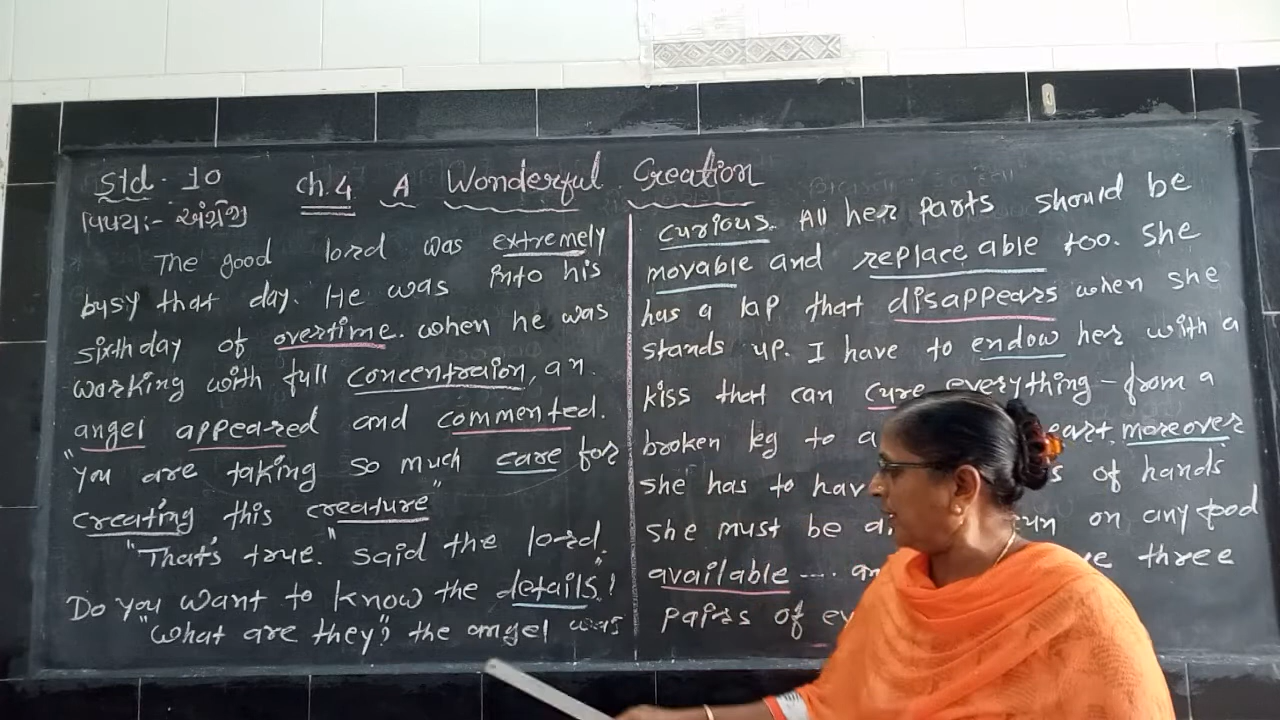 Std. 10 ch.4 A Wonderful Creation
વિષય:- અંગ્રેજી
The good lord was extremely
busy that day. He was into his
sixth day of overtime. when he was
working with full concentraion, an.
angel appeared and commented.
"you are taking so much care for
creating this creature"
"That's true." said the lord.
Do you want to know the details"!
"What are they"? the angel was
curious. All her parts should be
movable and replace able too. She
has a lap that disappears when she
stands up. I have to endow her with a
kiss that can cure everything - from a
broken leg to a moreover
she has to hav of hands
she must be a on any food
available .... an three
pairs of